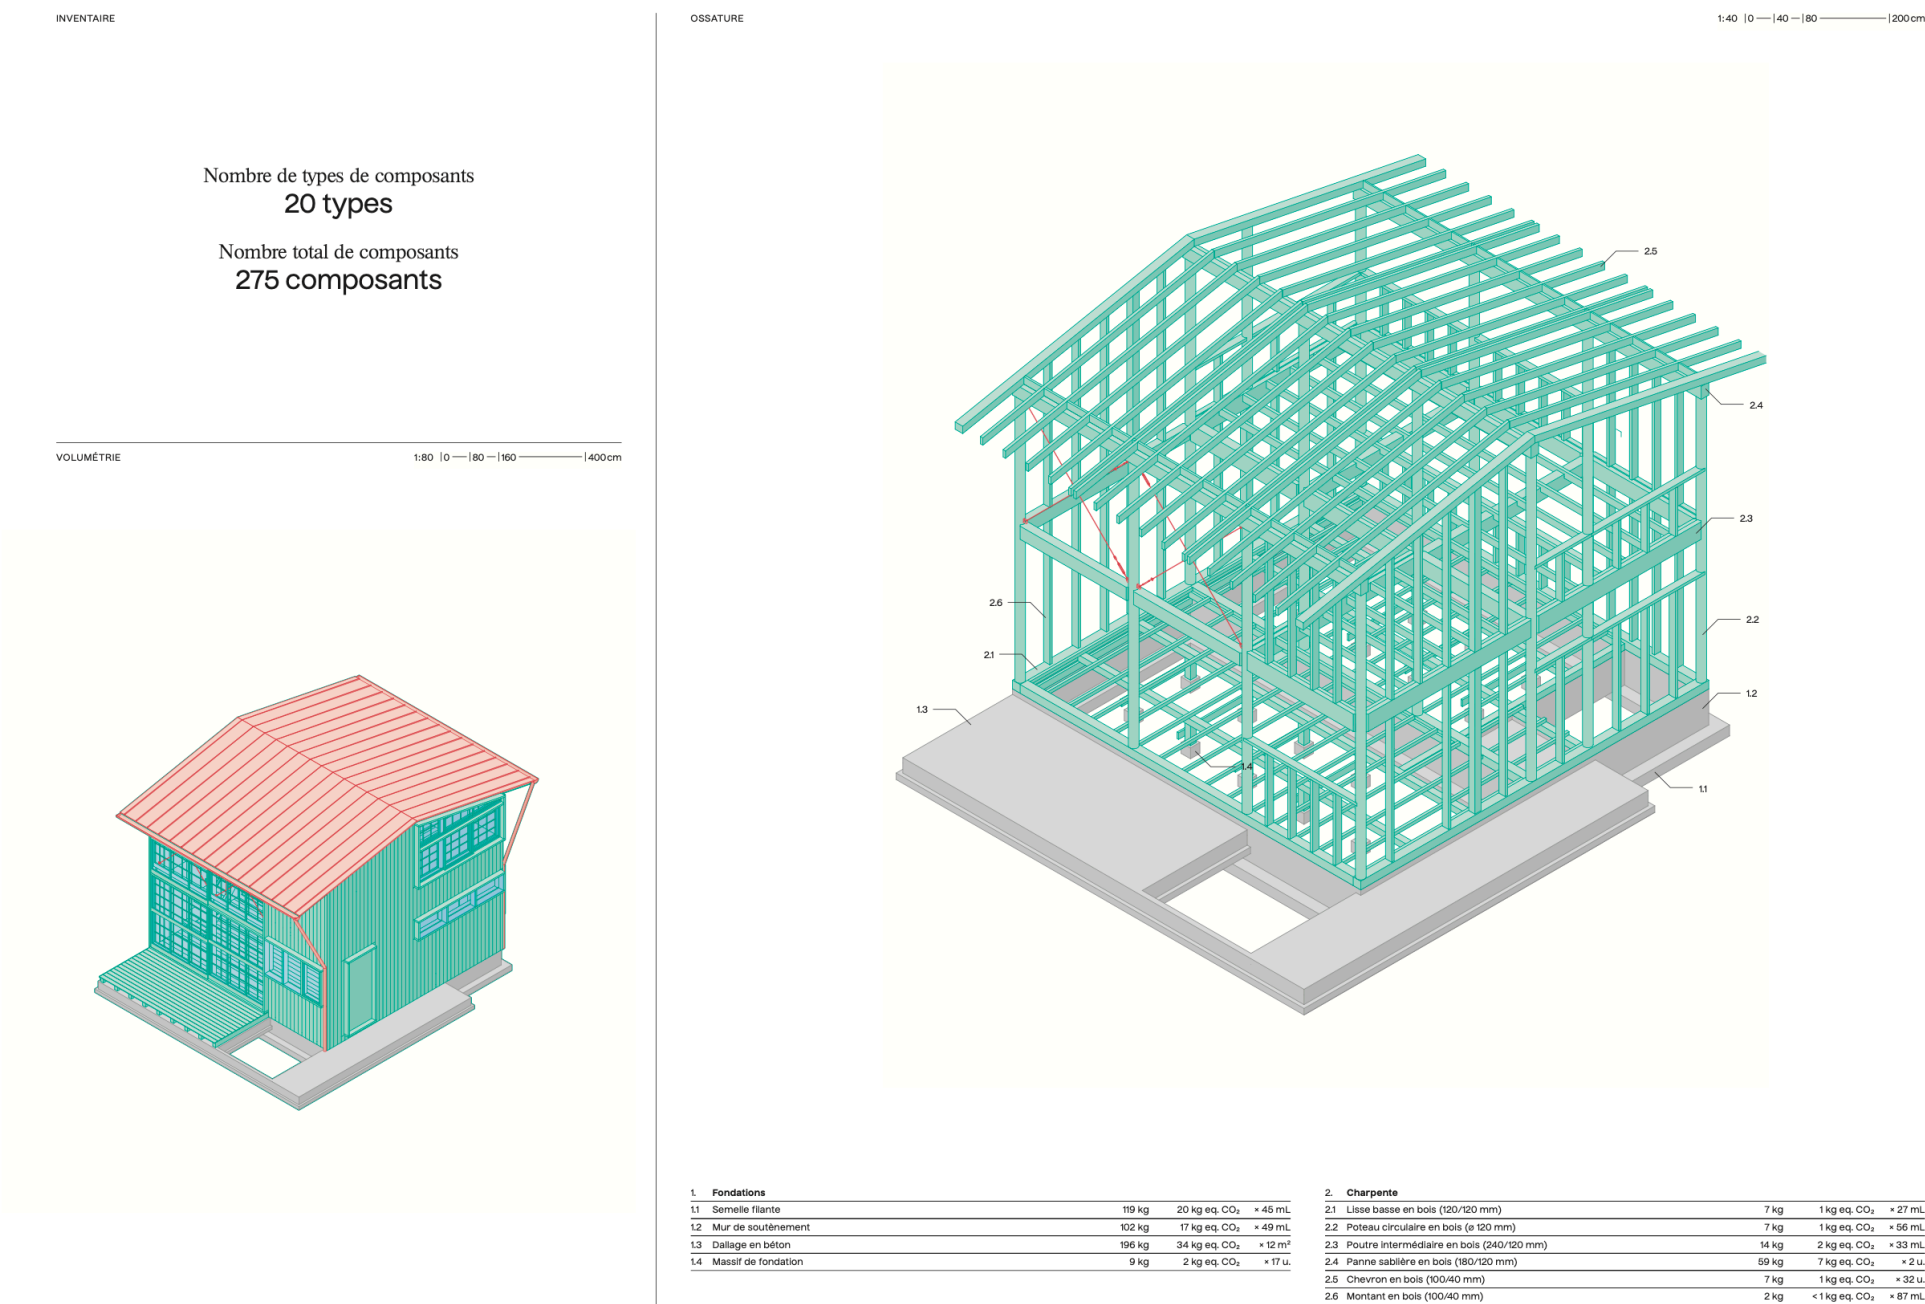 INVENTAIRE
Nombre de types de composants
20 types
Nombre total de composants
275 composants
VOLUMÉTRIE
1:80 |0 — |80 — |160 ———— |400 cm
OSSATURE
1:40 |0 — |40 — |80 ———— |200 cm
2.5
2.4
2.3
2.6
2.2
2.1
1.2
1.3
1.4
1.1
1. Fondations
1.1 Semelle filante 119 kg 20 kg eq. CO₂ × 45 mL
1.2 Mur de soutènement 102 kg 17 kg eq. CO₂ × 49 mL
1.3 Dallage en béton 196 kg 34 kg eq. CO₂ × 12 m²
1.4 Massif de fondation 9 kg 2 kg eq. CO₂ × 17 u.
2. Charpente
2.1 Lisse basse en bois (120/120 mm) 7 kg 1 kg eq. CO₂ × 27 mL
2.2 Poteau circulaire en bois (ø 120 mm) 7 kg 1 kg eq. CO₂ × 56 mL
2.3 Poutre intermédiaire en bois (240/120 mm) 14 kg 2 kg eq. CO₂ × 33 mL
2.4 Panne sablière en bois (180/120 mm) 59 kg 7 kg eq. CO₂ × 2 u.
2.5 Chevron en bois (100/40 mm) 7 kg 1 kg eq. CO₂ × 32 u.
2.6 Montant en bois (100/40 mm) 2 kg < 1 kg eq. CO₂ × 87 mL